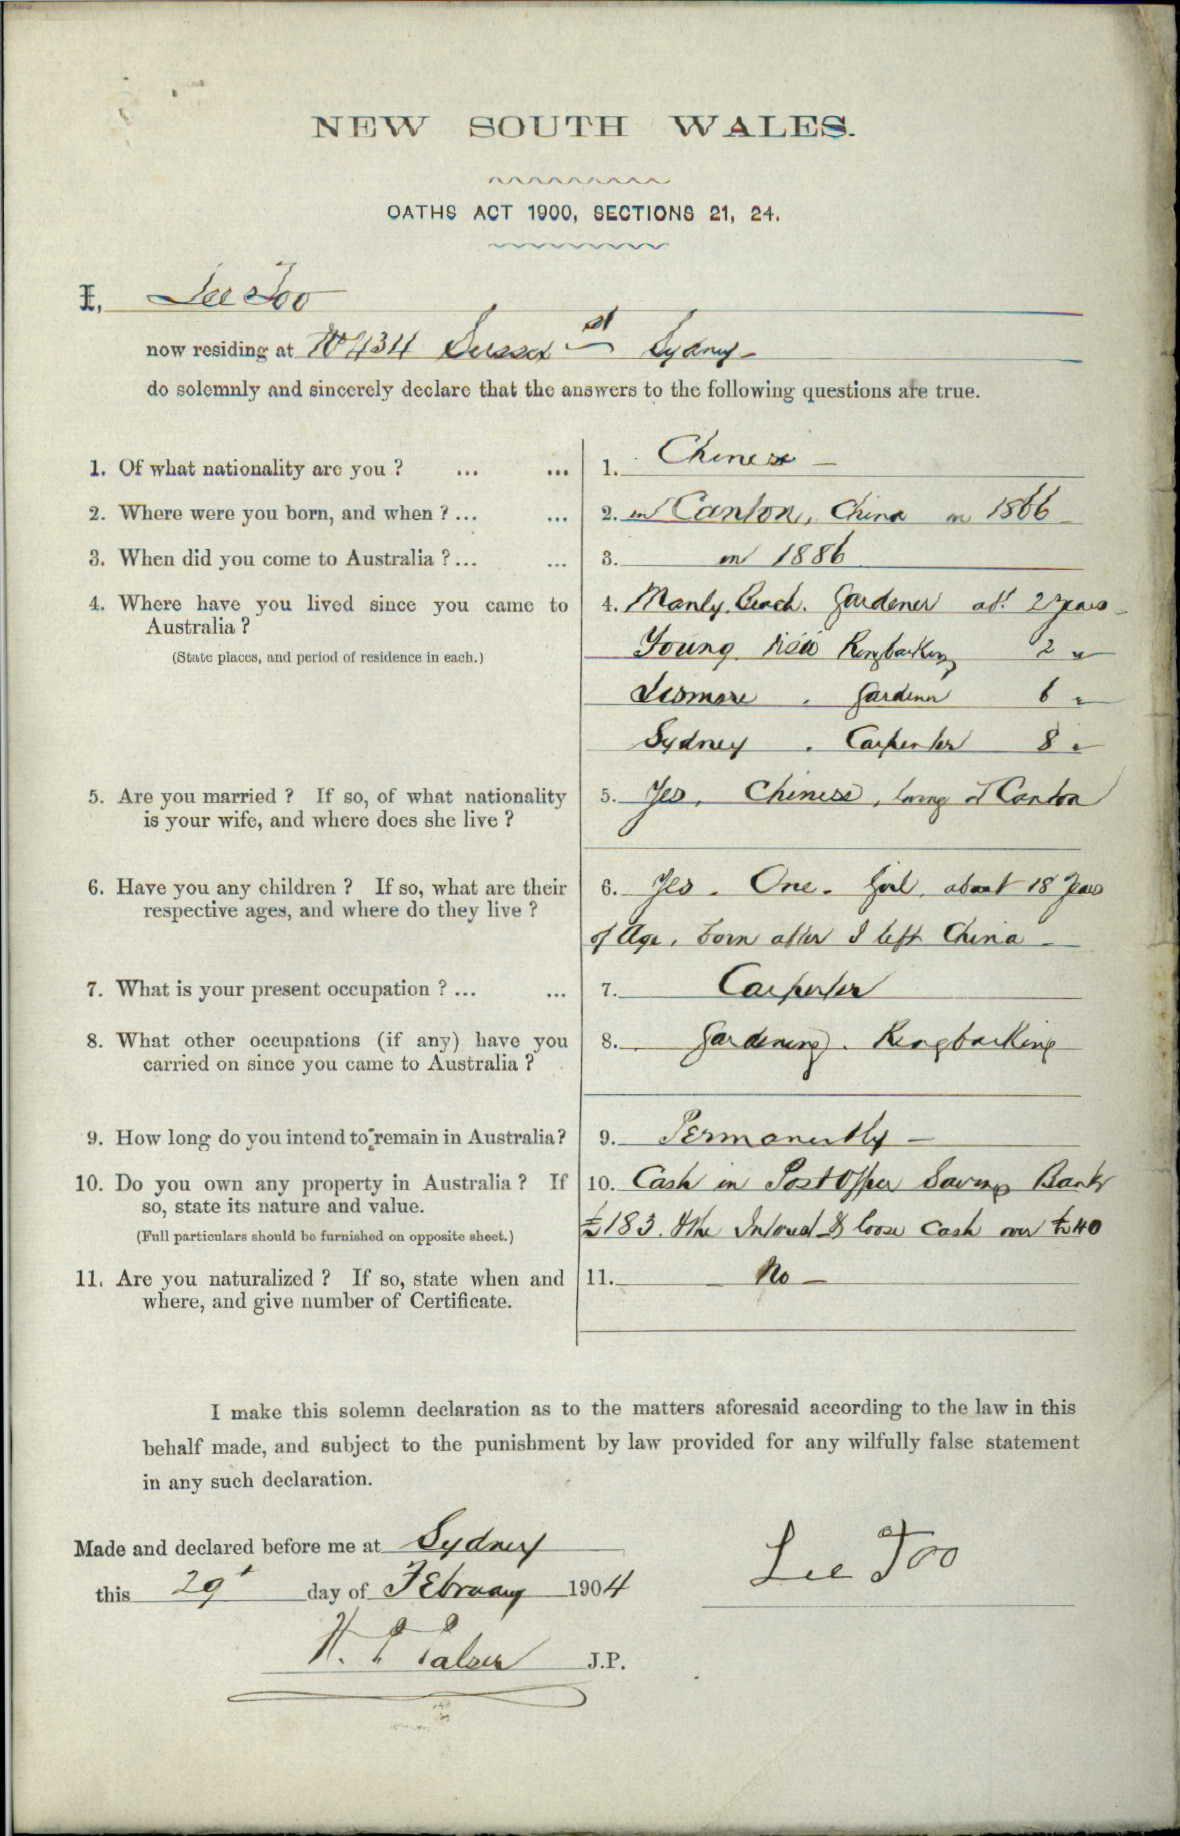 NEW SOUTH WALES.
OATHS ACT 1900, SECTIONS 21, 24.
I, Lee Foo
now residing at No 434 Sussex St Sydney
do solemnly and sincerely declare that the answers to the following questions are true.
1. Of what nationality are you ? ... ... 1. Chinese
2. Where were you born, and when ? ... ... 2. in Canton, China in 1866
3. When did you come to Australia ? ... ... 3. in 1886
4. Where have you lived since you came to 4. Manly Beach. Gardener abt 2 years
Australia ?
(State places, and period of residence in each.) Young Ringbarking 2 "
Lismore . Gardener 6 "
Sydney . Carpenter 8 "
5. Are you married ? If so, of what nationality 5. Yes, Chinese, living at Canton
is your wife, and where does she live ?
6. Have you any children ? If so, what are their 6. Yes. One. Girl, about 18 years
respective ages, and where do they live ?
of Age, born after I left China
7. What is your present occupation ? ... ... 7. Carpenter
8. What other occupations (if any) have you 8. Gardening. Ringbarking
carried on since you came to Australia ?
9. How long do you intend to remain in Australia? 9. Permanently
10. Do you own any property in Australia ? If 10. Cash in Post Office Savings Bank
so, state its nature and value.
(Full particulars should be furnished on opposite sheet.) £183. & the Interest & loose cash over £40
11. Are you naturalized ? If so, state when and 11. No
where, and give number of Certificate.
I make this solemn declaration as to the matters aforesaid according to the law in this
behalf made, and subject to the punishment by law provided for any wilfully false statement
in any such declaration.
Made and declared before me at Sydney
Lee Foo
this 29t day of February 1904
H. E. J.P.